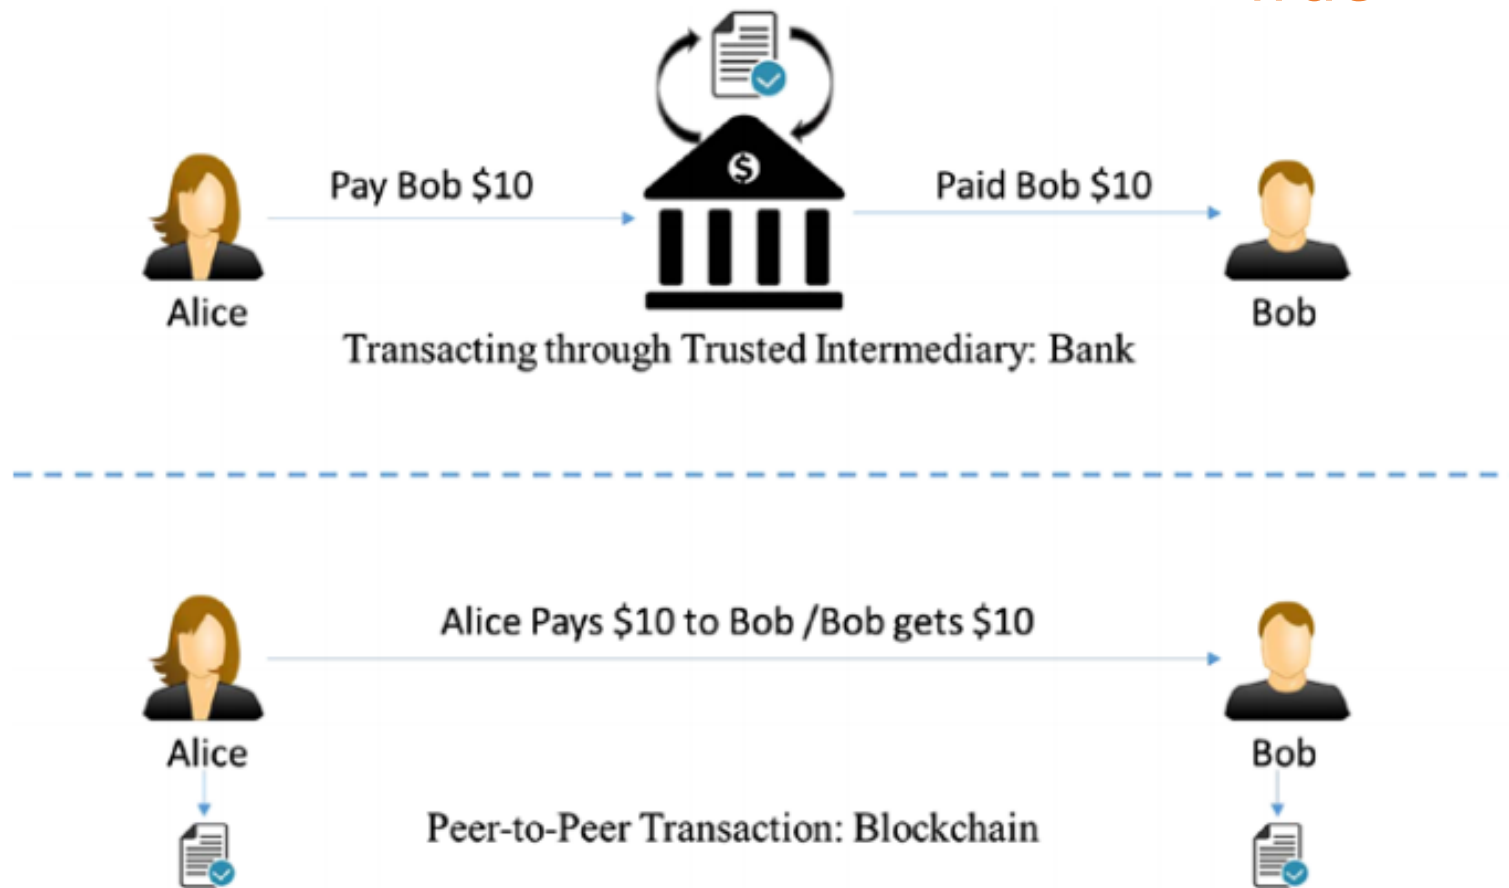 Pay Bob $10
$
Paid Bob $10
Alice
Bob
Transacting through Trusted Intermediary: Bank
Alice Pays $10 to Bob /Bob gets $10
Alice
Bob
Peer-to-Peer Transaction: Blockchain